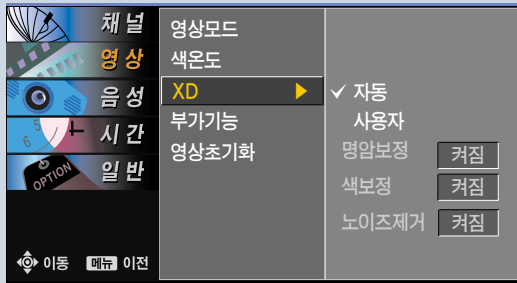 채널
영상
음성
시간
일반
OPTION
6
5
이동 메뉴 이전
영상모드
색온도
XD
부가기능
영상초기화
자동
사용자
명암보정 켜짐
색보정 켜짐
노이즈제거 켜짐